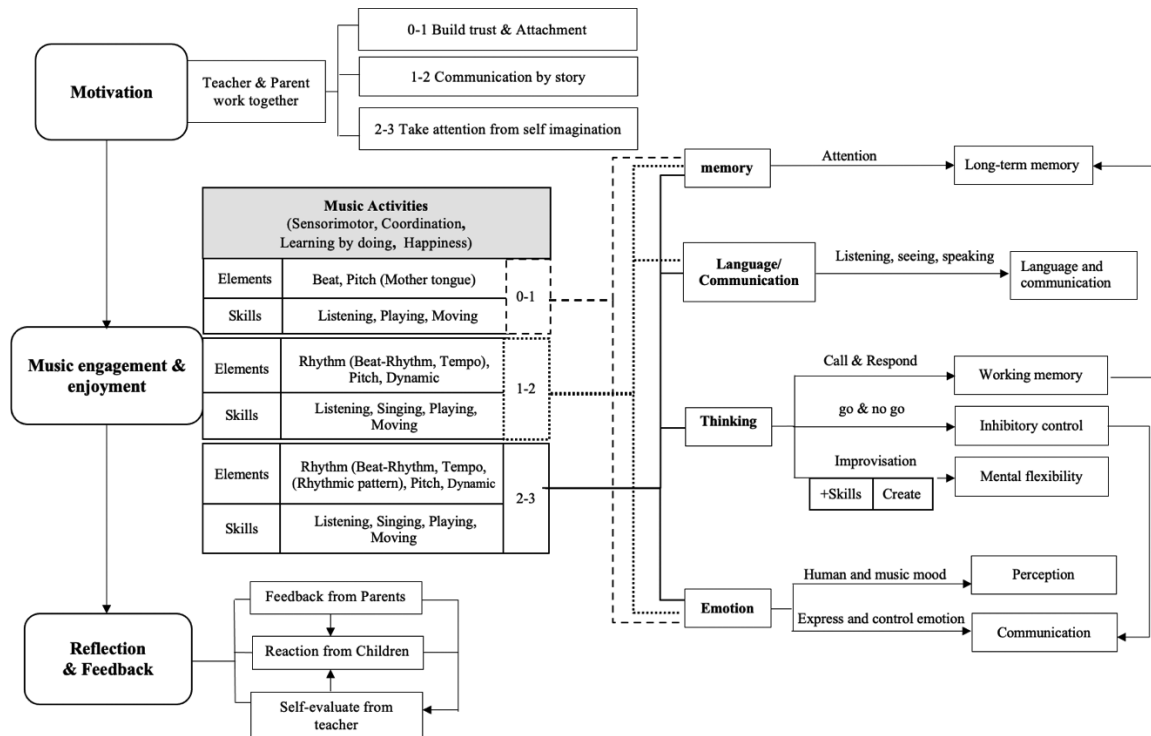 Motivation
Teacher & Parent
work together
0-1 Build trust & Attachment
1-2 Communication by story
2-3 Take attention from self imagination
Music engagement &
enjoyment
Music Activities
(Sensorimotor, Coordination,
Learning by doing, Happiness)
Elements
Beat, Pitch (Mother tongue)
Skills
Listening, Playing, Moving
0-1
Elements
Rhythm (Beat-Rhythm, Tempo),
Pitch, Dynamic
Skills
Listening, Singing, Playing,
Moving
1-2
Elements
Rhythm (Beat-Rhythm, Tempo,
(Rhythmic pattern), Pitch, Dynamic
Skills
Listening, Singing, Playing,
Moving
2-3
Reflection
& Feedback
Feedback from Parents
Reaction from Children
Self-evaluate from
teacher
memory
Attention
Long-term memory
Language/
Communication
Listening, seeing, speaking
Language and
communication
Thinking
Call & Respond
Working memory
go & no go
Inhibitory control
Improvisation
+Skills
Create
Mental flexibility
Emotion
Human and music mood
Perception
Express and control emotion
Communication